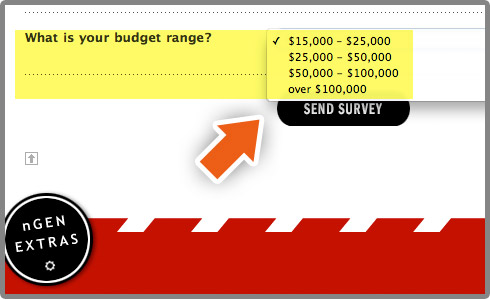 What is your budget range?
✓ $15,000 – $25,000
$25,000 – $50,000
$50,000 – $100,000
over $100,000
SEND SURVEY
nGEN
EXTRAS